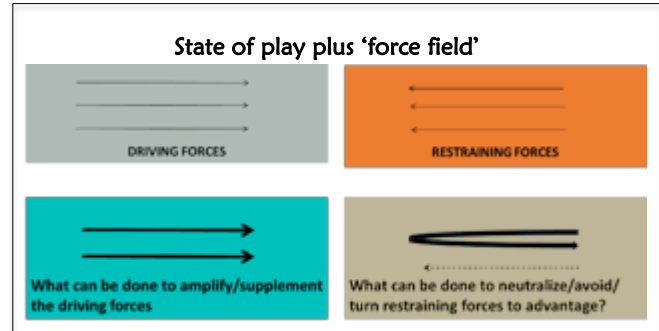 State of play plus ‘force field’
DRIVING FORCES
RESTRAINING FORCES
What can be done to amplify/supplement
the driving forces
What can be done to neutralize/avoid/
turn restraining forces to advantage?